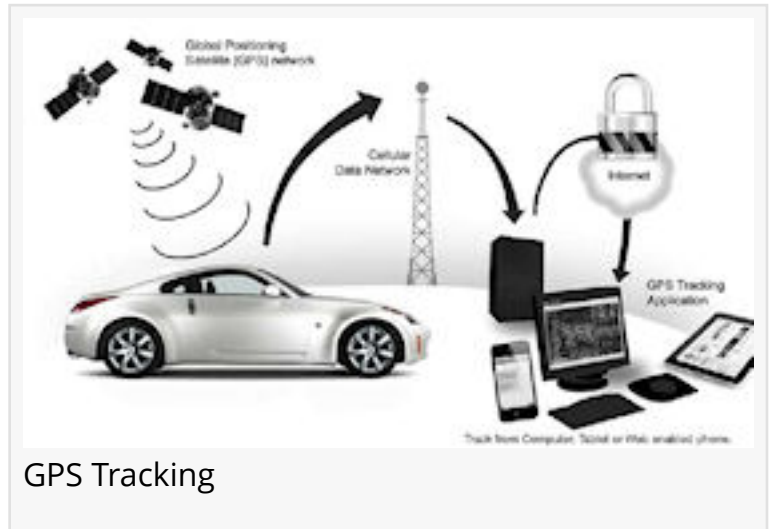 Global Positioning
Satellite (GPS) network
Cellular
Data Network
Internet
GPS Tracking
Application
Track from Computer, Tablet or Web enabled phone.
GPS Tracking